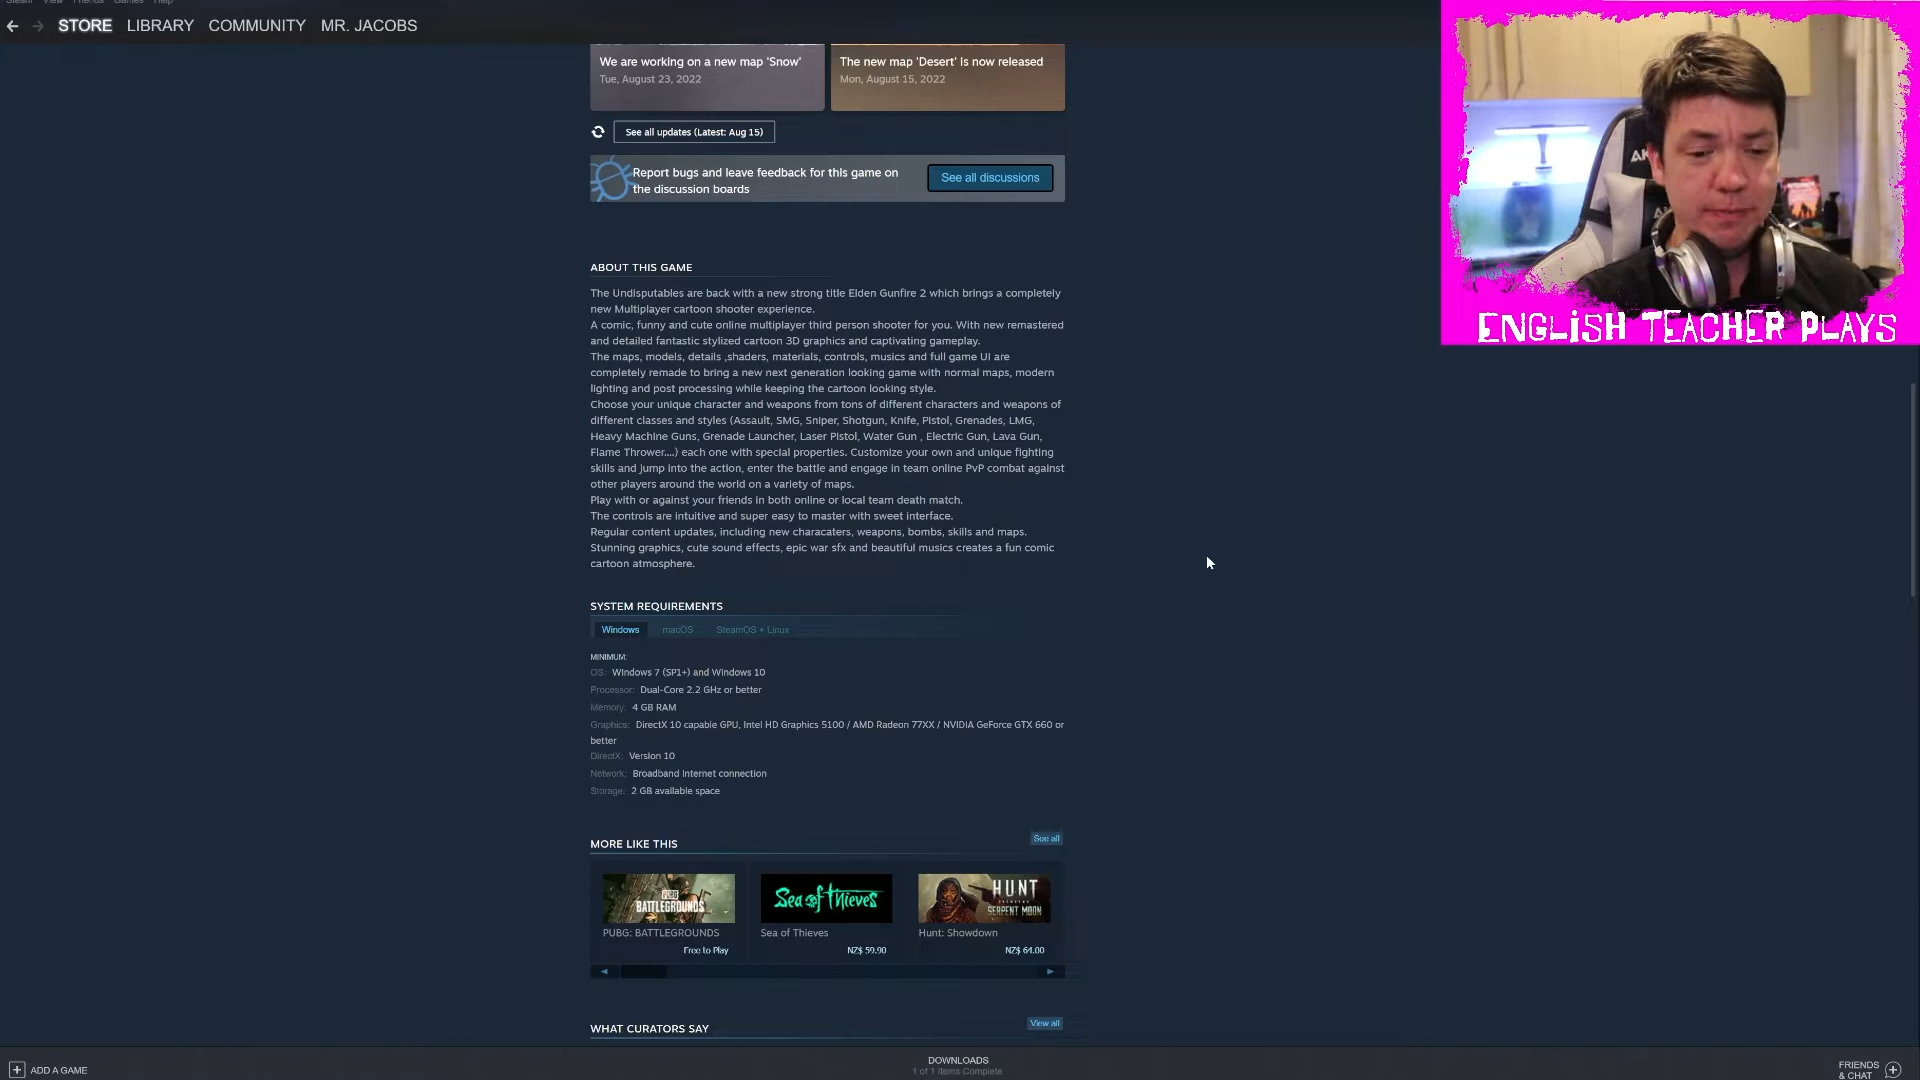 Steam View Friends Games Help
STORE LIBRARY COMMUNITY MR. JACOBS
We are working on a new map 'Snow'
Tue, August 23, 2022
The new map 'Desert' is now released
Mon, August 15, 2022
See all updates (Latest: Aug 15)
Report bugs and leave feedback for this game on
the discussion boards
See all discussions
ENGLISH TEACHER PLAYS
ABOUT THIS GAME
The Undisputables are back with a new strong title Elden Gunfire 2 which brings a completely
new Multiplayer cartoon shooter experience.
A comic, funny and cute online multiplayer third person shooter for you. With new remastered
and detailed fantastic stylized cartoon 3D graphics and captivating gameplay.
The maps, models, details ,shaders, materials, controls, musics and full game UI are
completely remade to bring a new next generation looking game with normal maps, modern
lighting and post processing while keeping the cartoon looking style.
Choose your unique character and weapons from tons of different characters and weapons of
different classes and styles (Assault, SMG, Sniper, Shotgun, Knife, Pistol, Grenades, LMG,
Heavy Machine Guns, Grenade Launcher, Laser Pistol, Water Gun , Electric Gun, Lava Gun,
Flame Thrower....) each one with special properties. Customize your own and unique fighting
skills and jump into the action, enter the battle and engage in team online PvP combat against
other players around the world on a variety of maps.
Play with or against your friends in both online or local team death match.
The controls are intuitive and super easy to master with sweet interface.
Regular content updates, including new characaters, weapons, bombs, skills and maps.
Stunning graphics, cute sound effects, epic war sfx and beautiful musics creates a fun comic
cartoon atmosphere.
SYSTEM REQUIREMENTS
Windows macOS SteamOS + Linux
MINIMUM:
OS: Windows 7 (SP1+) and Windows 10
Processor: Dual-Core 2.2 GHz or better
Memory: 4 GB RAM
Graphics: DirectX 10 capable GPU, Intel HD Graphics 5100 / AMD Radeon 77XX / NVIDIA GeForce GTX 660 or
better
DirectX: Version 10
Network: Broadband Internet connection
Storage: 2 GB available space
MORE LIKE THIS
See all
PUBG
BATTLEGROUNDS
Sea of Thieves
HUNT
SERPENT MOON
PUBG: BATTLEGROUNDS
Free to Play
Sea of Thieves
NZ$ 59.90
Hunt: Showdown
NZ$ 64.00
WHAT CURATORS SAY
View all
ADD A GAME
DOWNLOADS
1 of 1 Items Complete
FRIENDS
& CHAT